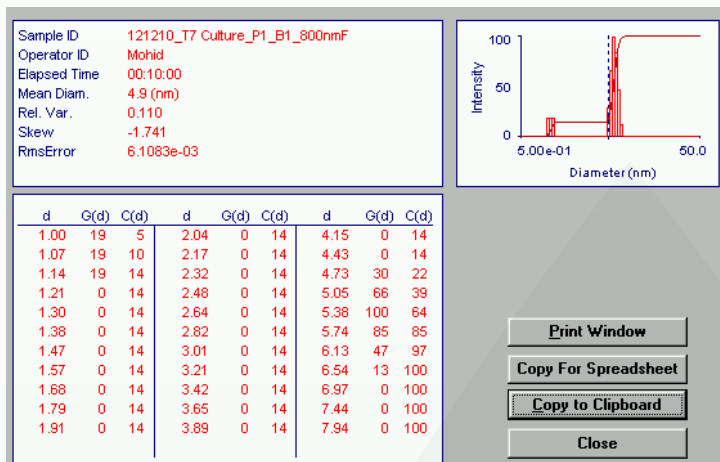 Sample ID 121210_T7 Culture_P1_B1_800nmF
Operator ID Mohid
Elapsed Time 00:10:00
Mean Diam. 4.9 (nm)
Rel. Var. 0.110
Skew -1.741
RmsError 6.1083e-03
100
50
0
Intensity
5.00e-01 50.0
Diameter (nm)
d G(d) C(d) d G(d) C(d) d G(d) C(d)
1.00 19 5 2.04 0 14 4.15 0 14
1.07 19 10 2.17 0 14 4.43 0 14
1.14 19 14 2.32 0 14 4.73 30 22
1.21 0 14 2.48 0 14 5.05 66 39
1.30 0 14 2.64 0 14 5.38 100 64
1.38 0 14 2.82 0 14 5.74 85 85
1.47 0 14 3.01 0 14 6.13 47 97
1.57 0 14 3.21 0 14 6.54 13 100
1.68 0 14 3.42 0 14 6.97 0 100
1.79 0 14 3.65 0 14 7.44 0 100
1.91 0 14 3.89 0 14 7.94 0 100
Print Window
Copy For Spreadsheet
Copy to Clipboard
Close